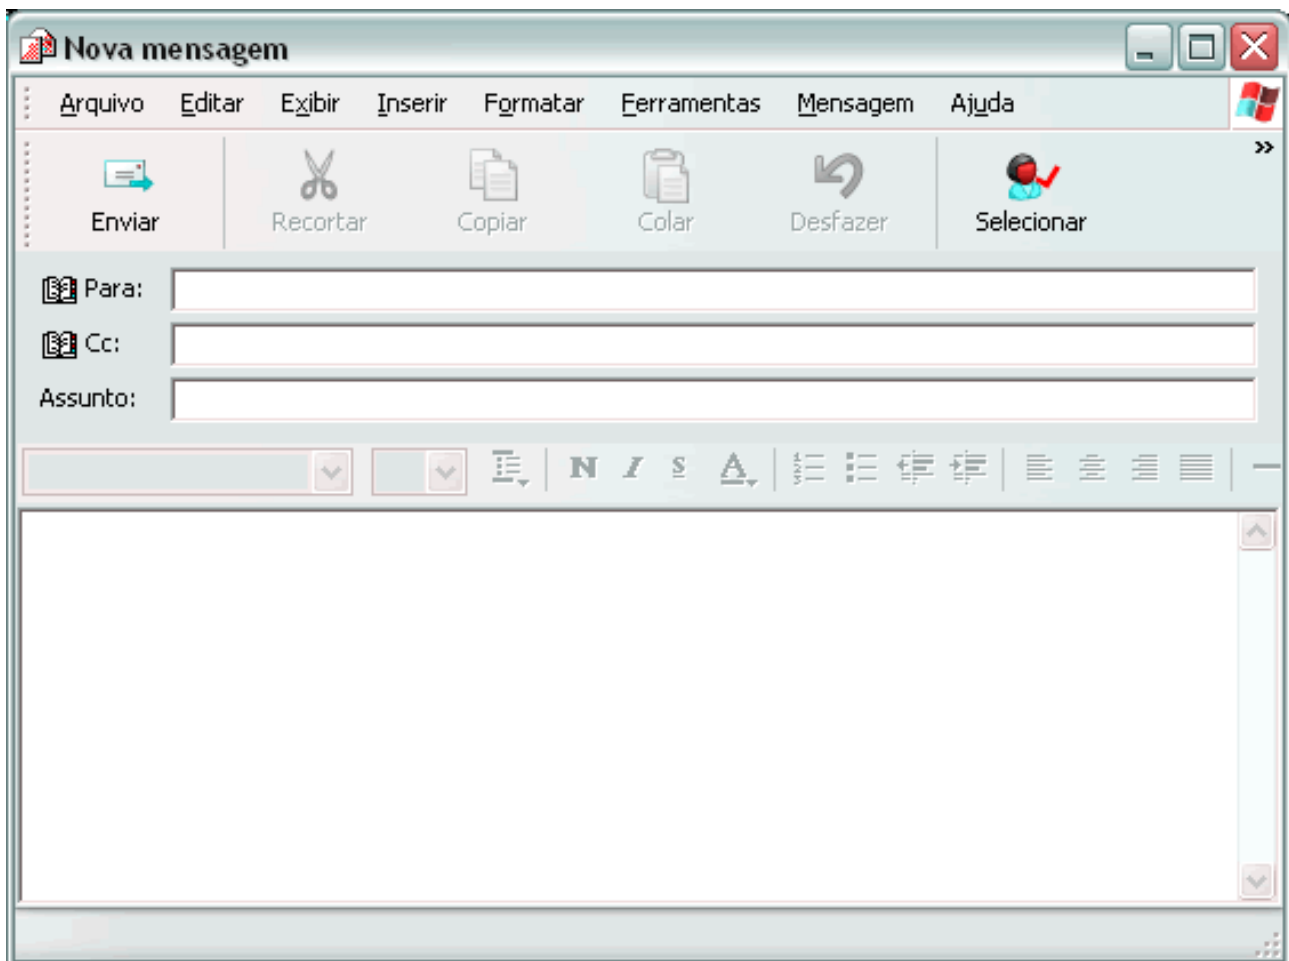 Nova mensagem
Arquivo Editar Exibir Inserir Formatar Ferramentas Mensagem Ajuda
»
Enviar Recortar Copiar Colar Desfazer Selecionar
Para:
Cc:
Assunto:
N I S A